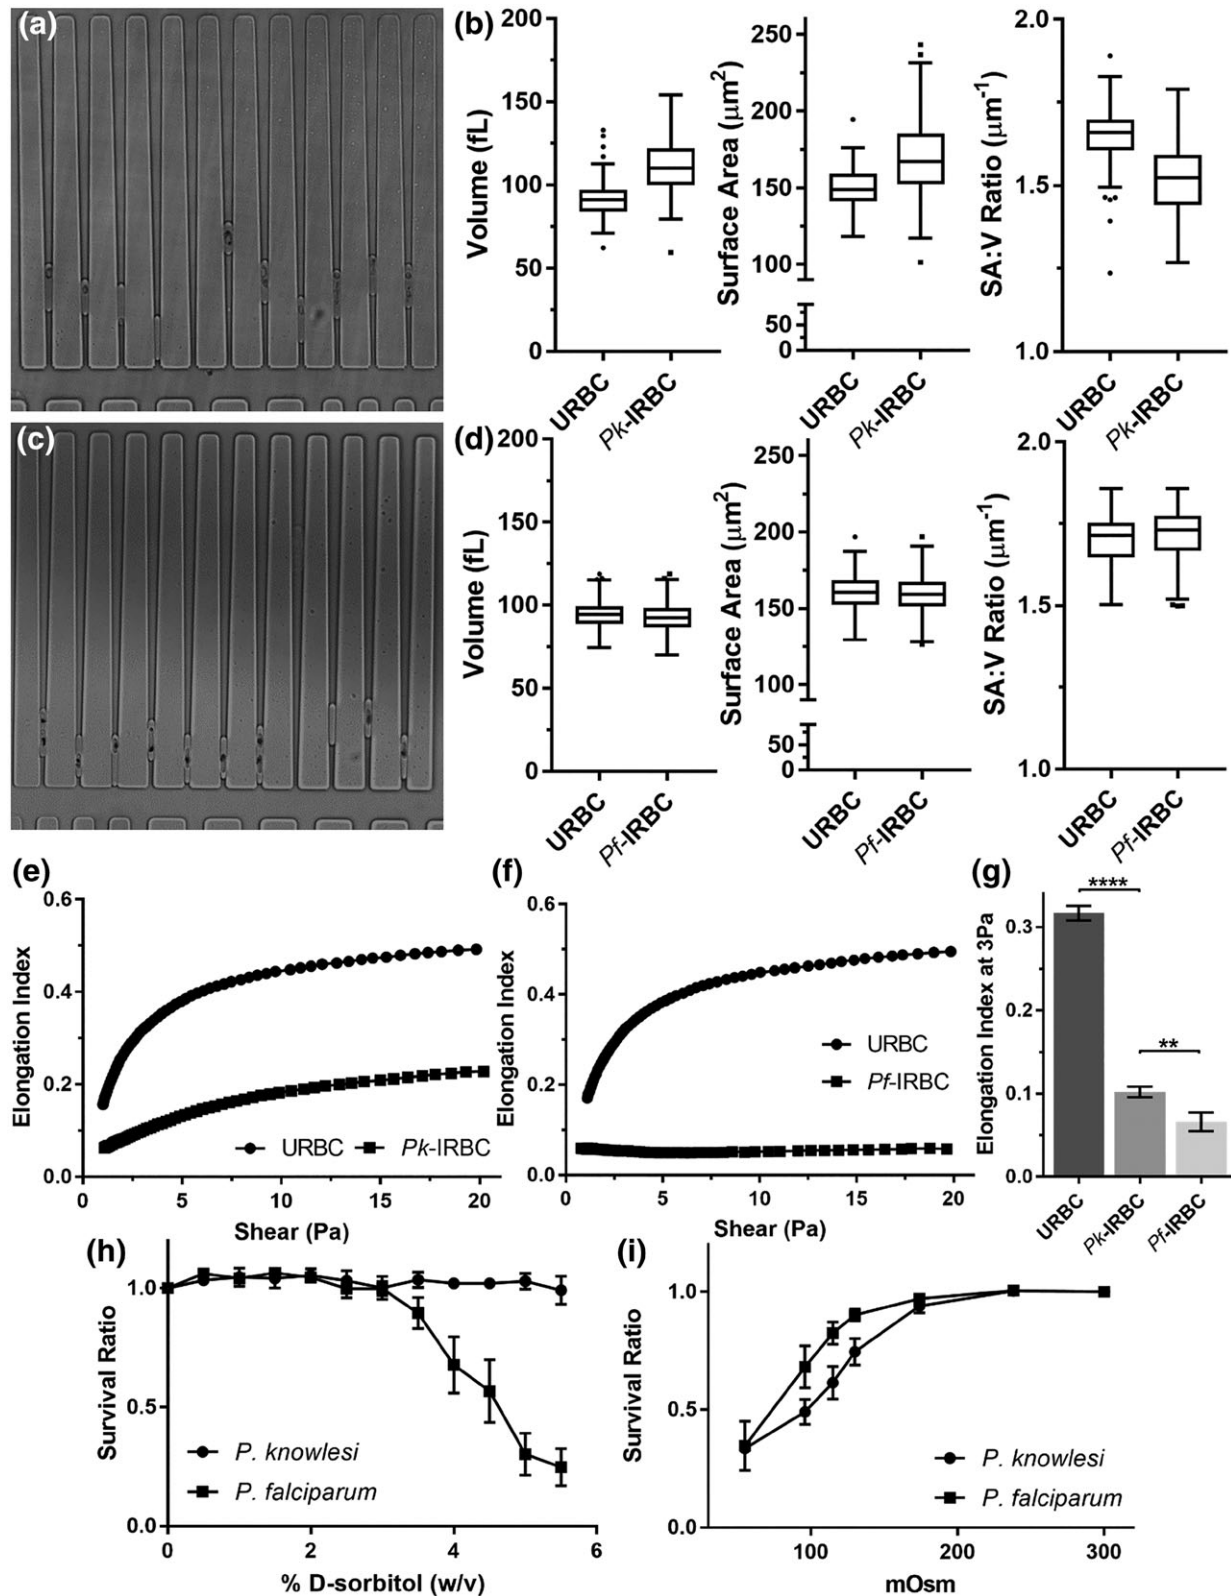 (a)
(b)
200
150
100
50
0
Volume (fL)
URBC
Pk-IRBC
250
200
150
100
50
0
Surface Area (µm²)
URBC
Pk-IRBC
2.0
1.5
1.0
SA:V Ratio (µm⁻¹)
URBC
Pk-IRBC
(c)
(d)
200
150
100
50
0
Volume (fL)
URBC
Pf-IRBC
250
200
150
100
50
0
Surface Area (µm²)
URBC
Pf-IRBC
2.0
1.5
1.0
SA:V Ratio (µm⁻¹)
URBC
Pf-IRBC
(e)
0.6
0.4
0.2
0.0
Elongation Index
URBC Pk-IRBC
0 5 10 15 20
Shear (Pa)
(f)
0.6
0.4
0.2
0.0
Elongation Index
URBC
Pf-IRBC
0 5 10 15 20
Shear (Pa)
(g)
0.3
0.3
0.1
0.0
Elongation Index at 3Pa
****
**
URBC
Pk-IRBC
Pf-IRBC
(h)
1.0
0.5
0.0
Survival Ratio
P. knowlesi
P. falciparum
0 2 4 6
% D-sorbitol (w/v)
(i)
1.0
0.5
0.0
Survival Ratio
P. knowlesi
P. falciparum
100 200 300
mOsm